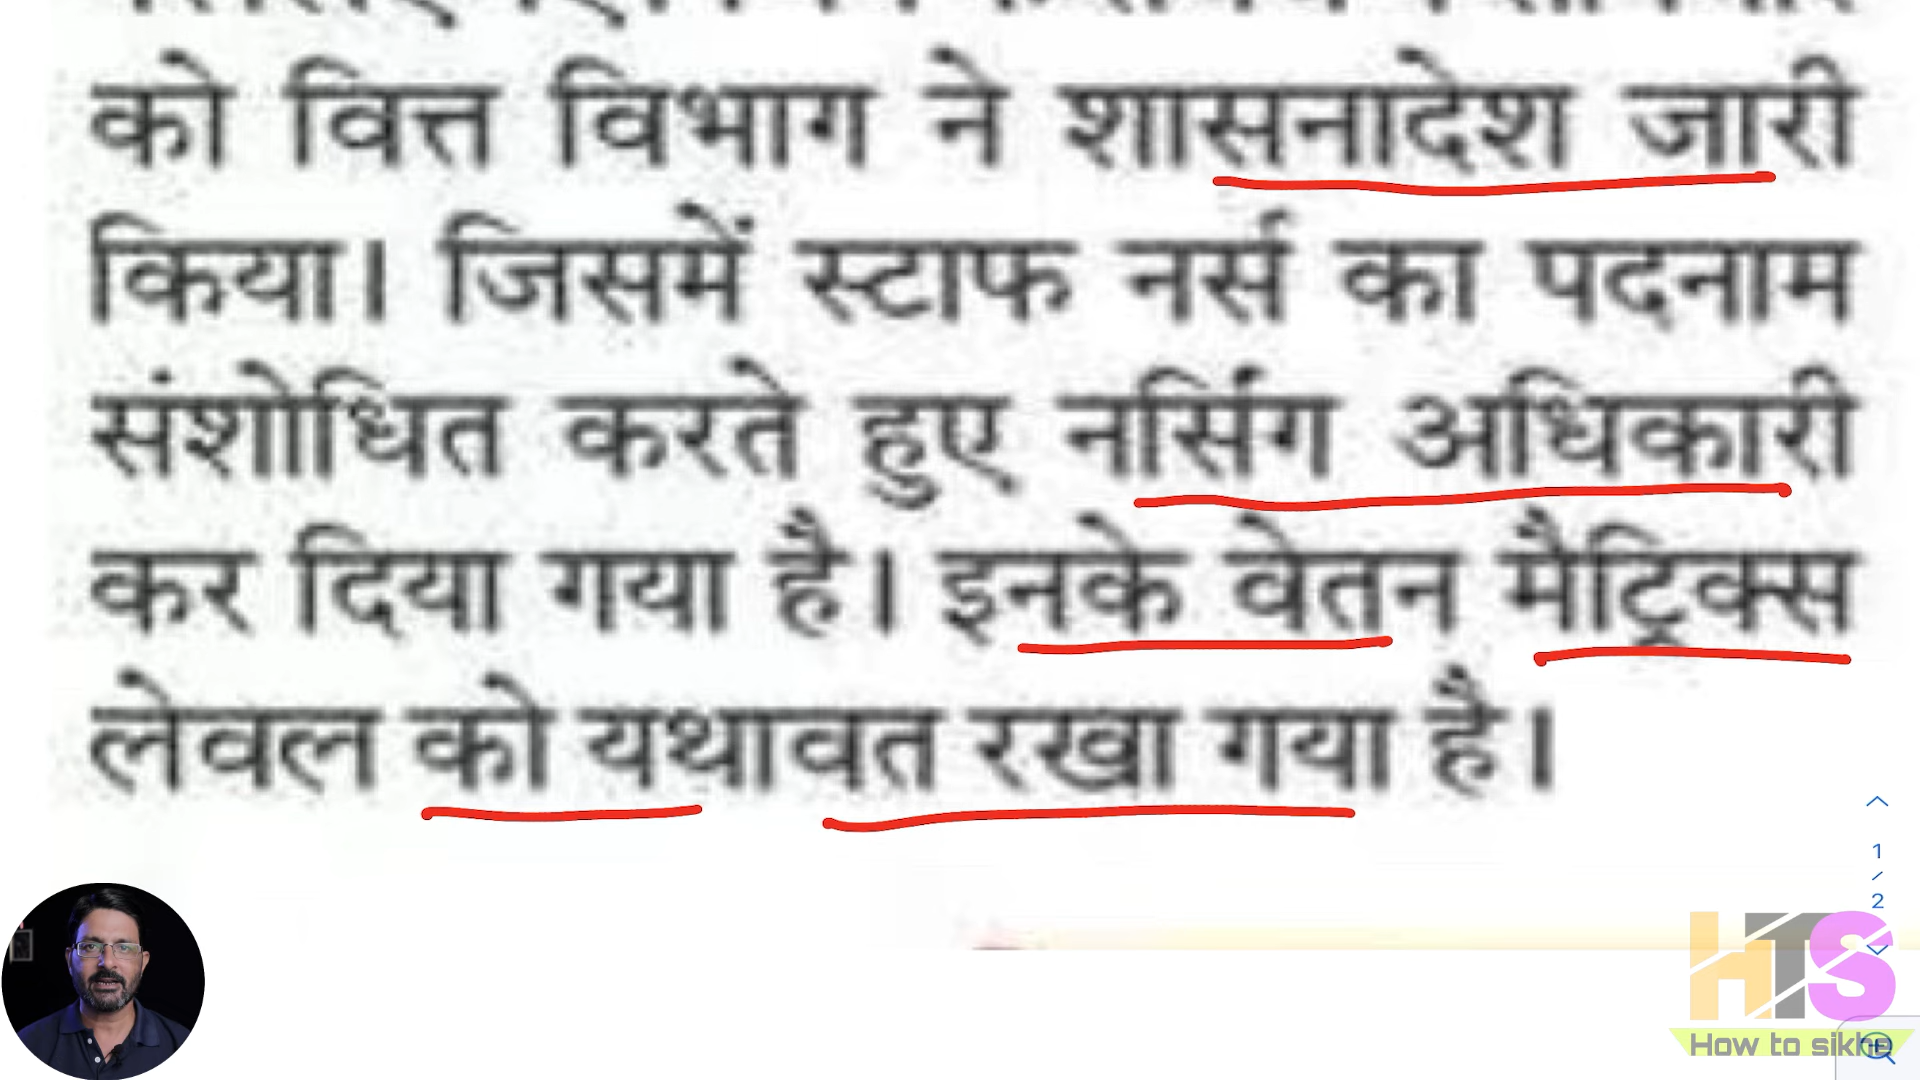 को वित्त विभाग ने शासनादेश जारी
किया। जिसमें स्टाफ नर्स का पदनाम
संशोधित करते हुए नर्सिंग अधिकारी
कर दिया गया है। इनके वेतन मैट्रिक्स
लेवल को यथावत रखा गया है।
1
/
2
HTS
How to sikhe